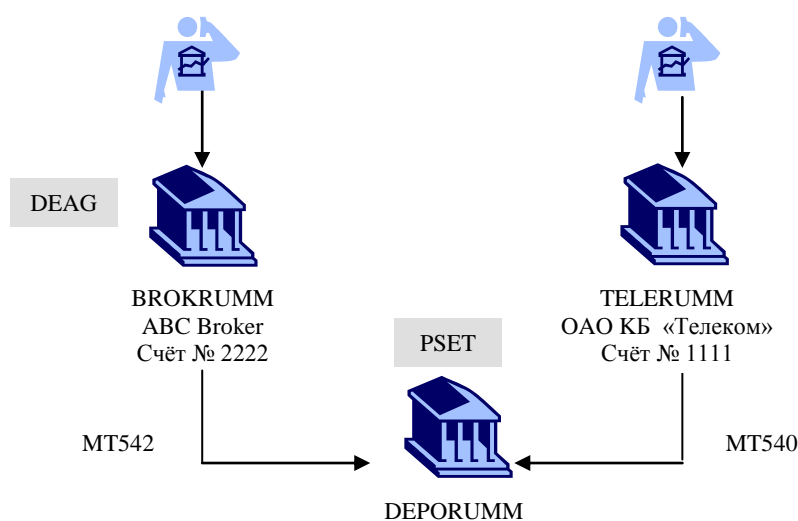 DEAG
BROKRUMM
ABC Broker
Счёт № 2222
TELERUMM
ОАО КБ «Телеком»
Счёт № 1111
PSET
MT542
MT540
DEPORUMM